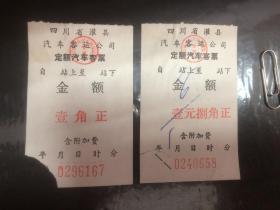 四川省灌县
汽车客运公司
定额汽车客票
自 站上至 站下
金额
壹角正
含附加费
年月日时分
0296167
四川省灌县
汽车客运公司
定额汽车客票
自 站上至 站下
金额
壹元捌角正
含附加费
年月日时分
0240658